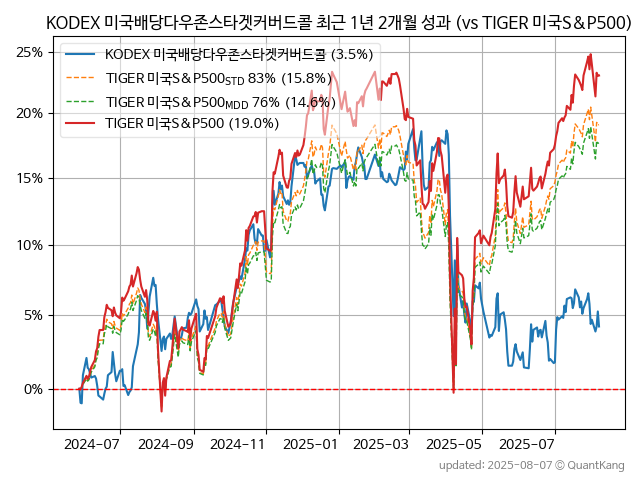 KODEX 미국배당다우존스타겟커버드콜 최근 1년 2개월 성과 (vs TIGER 미국S&P500)
25%
20%
15%
10%
5%
0%
KODEX 미국배당다우존스타겟커버드콜 (3.5%)
TIGER 미국S&P500STD 83% (15.8%)
TIGER 미국S&P500MDD 76% (14.6%)
TIGER 미국S&P500 (19.0%)
2024-07 2024-09 2024-11 2025-01 2025-03 2025-05 2025-07
updated: 2025-08-07 © QuantKang